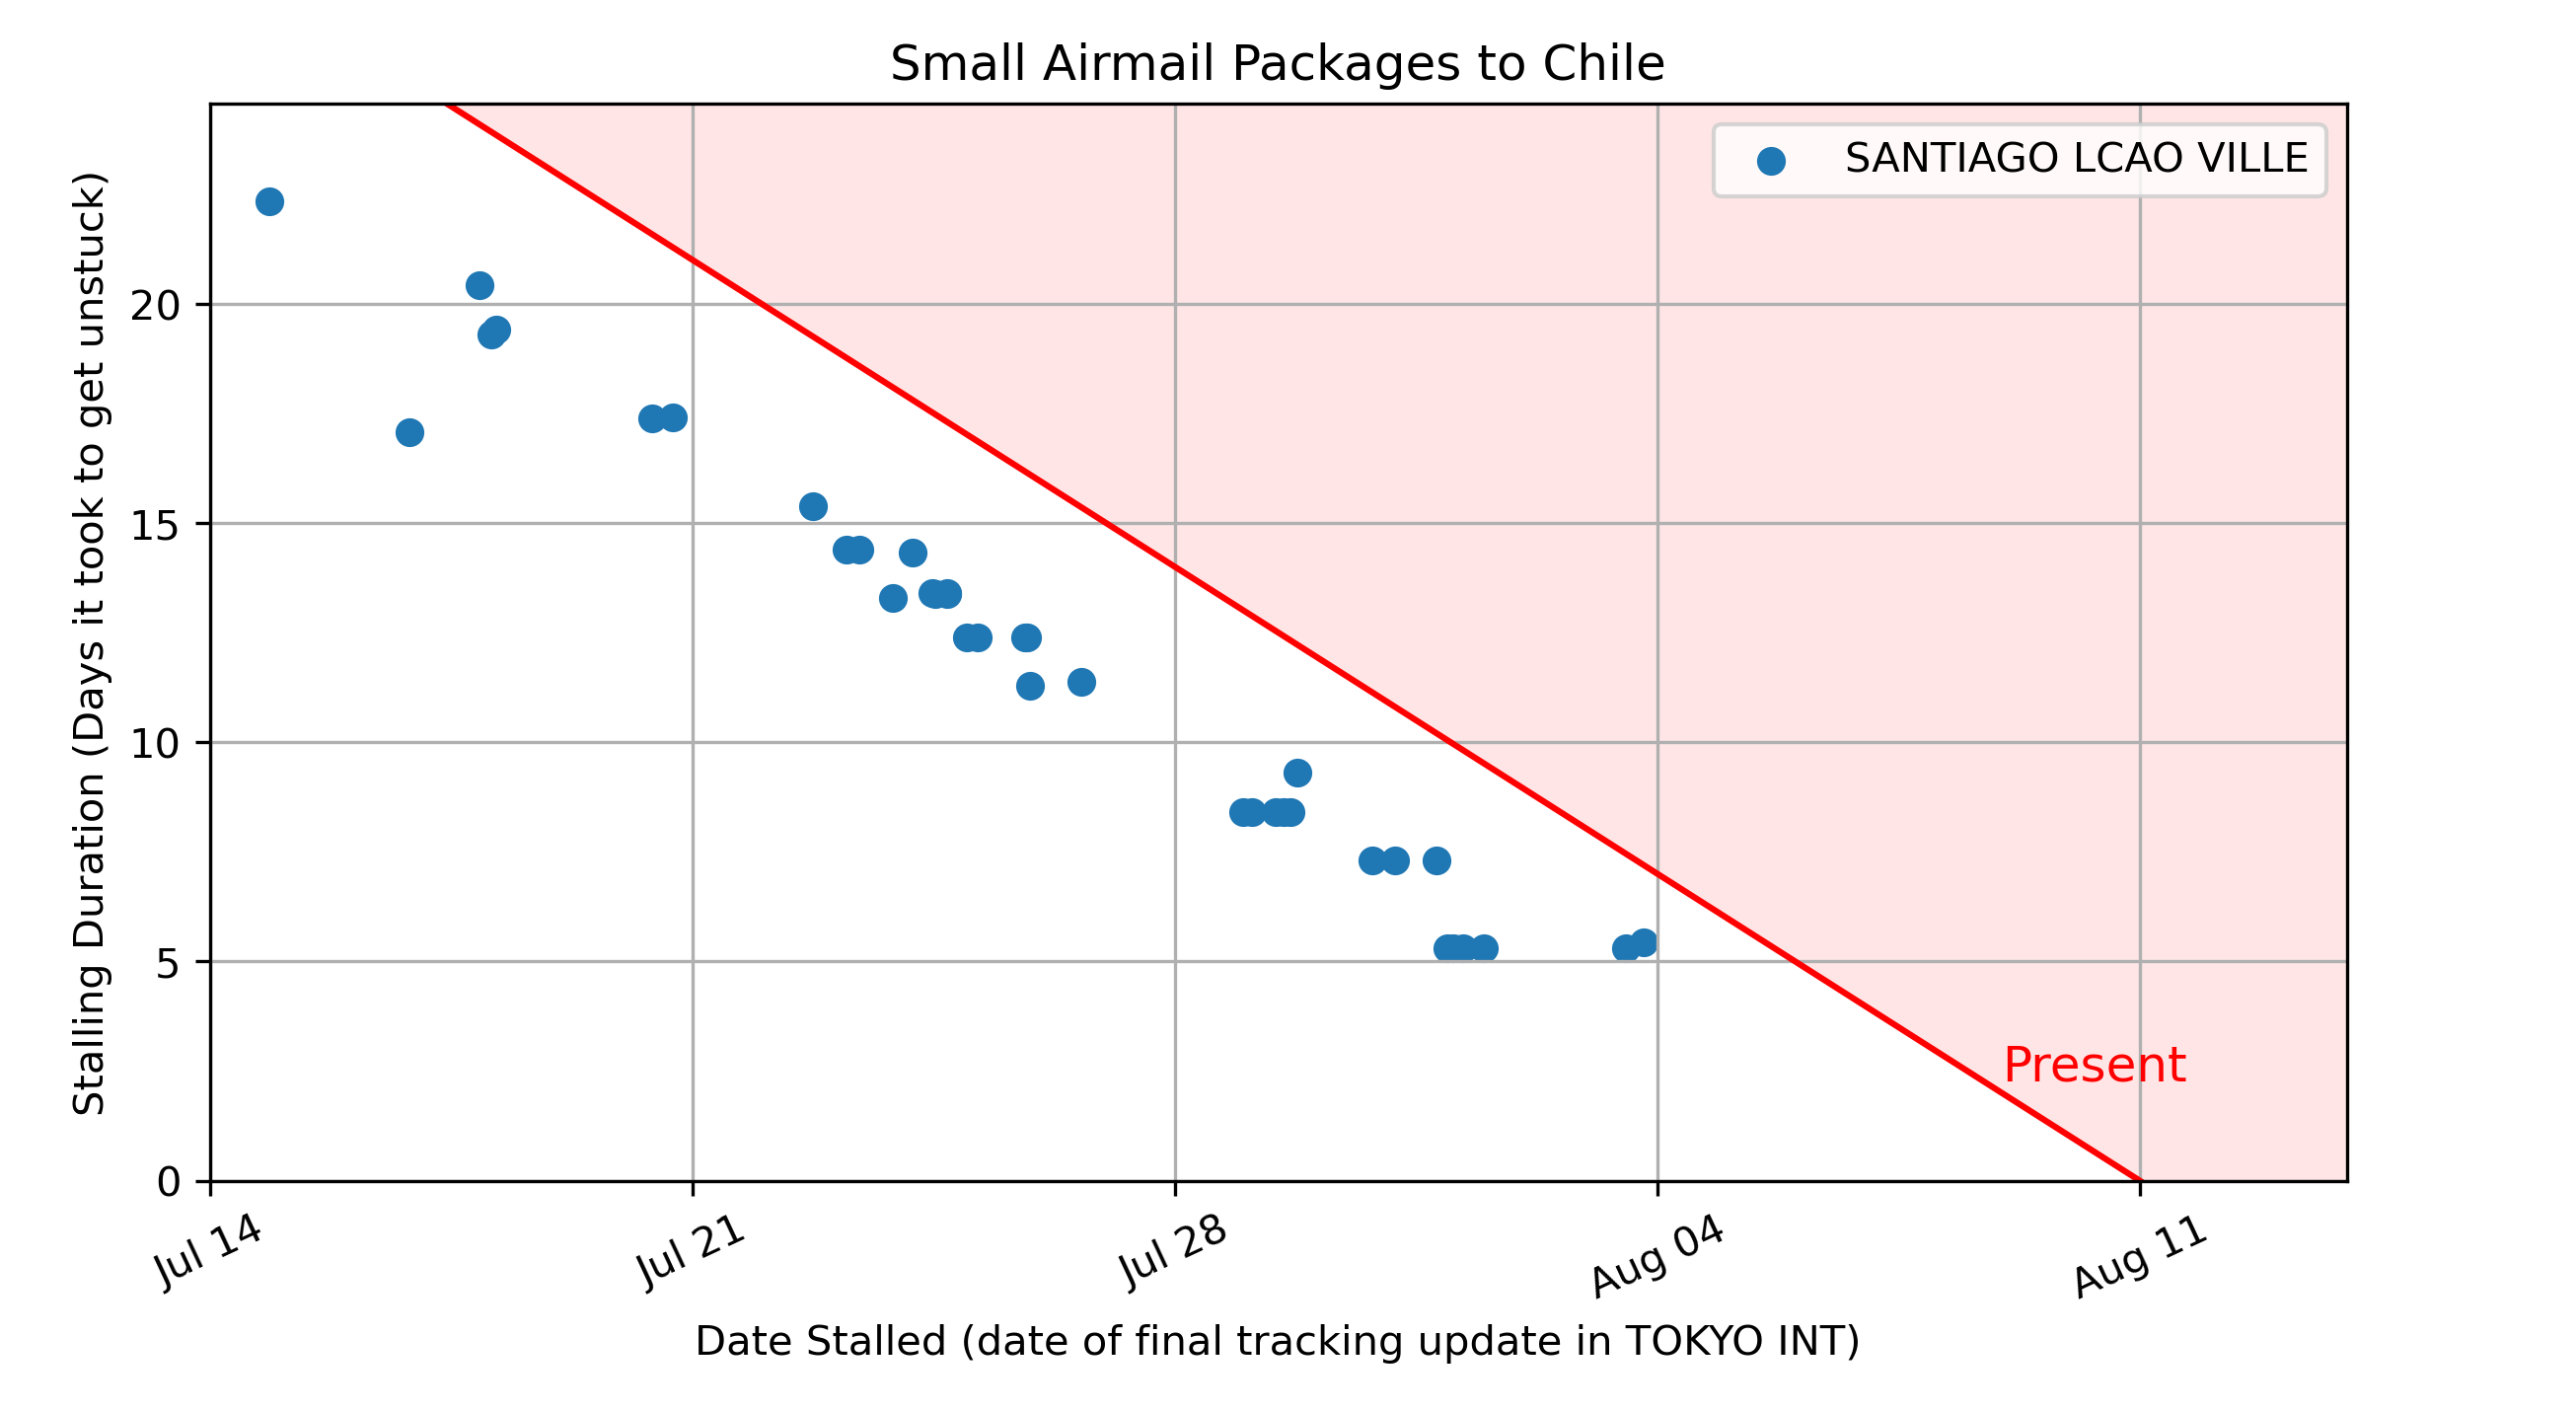 Small Airmail Packages to Chile
SANTIAGO LCAO VILLE
Stalling Duration (Days it took to get unstuck)
20
15
10
5
0
Present
Jul 14
Jul 21
Jul 28
Aug 04
Aug 11
Date Stalled (date of final tracking update in TOKYO INT)